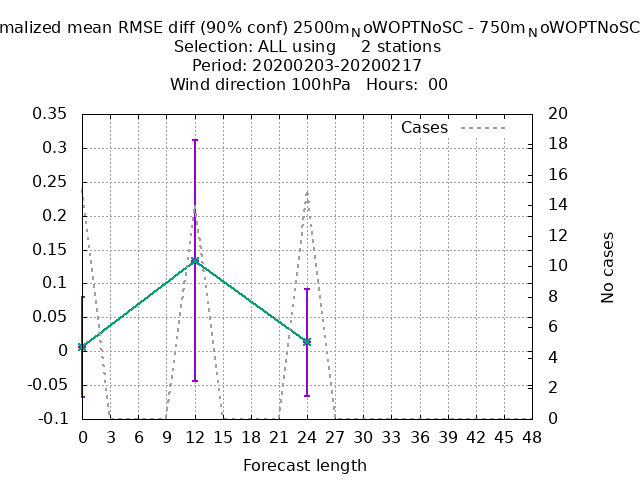 malized mean RMSE diff (90% conf) 2500mNoWOPTNoSC - 750mNoWOPTNoSC
Selection: ALL using 2 stations
Period: 20200203-20200217
Wind direction 100hPa Hours: 00
Cases
0.35
0.3
0.25
0.2
0.15
0.1
0.05
0
-0.05
-0.1
20
18
16
14
12
10
8
6
4
2
0
No cases
0 3 6 9 12 15 18 21 24 27 30 33 36 39 42 45 48
Forecast length